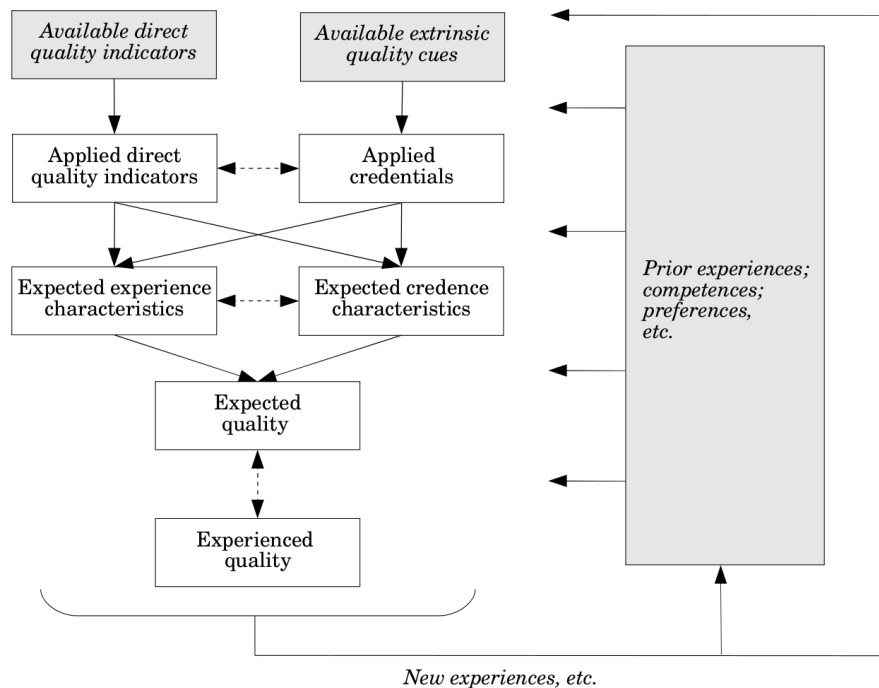 Available direct
quality indicators
Available extrinsic
quality cues
Applied direct
quality indicators
Applied
credentials
Expected experience
characteristics
Expected credence
characteristics
Prior experiences;
competences;
preferences,
etc.
Expected
quality
Experienced
quality
New experiences, etc.